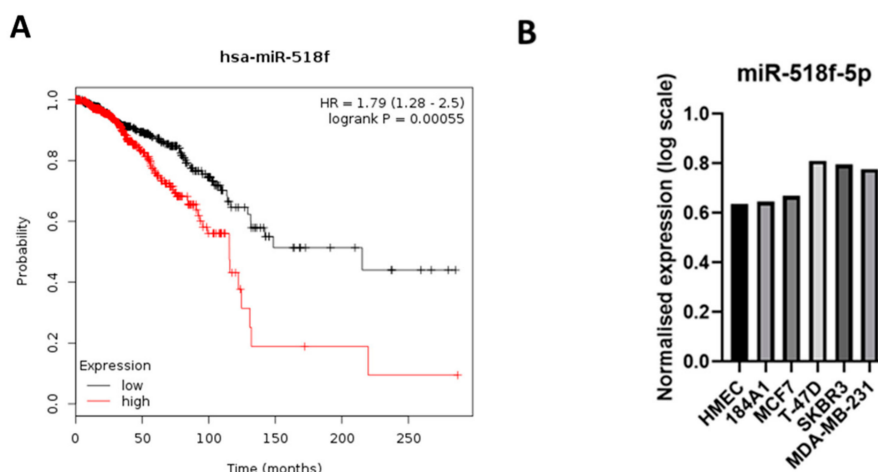 A
hsa-miR-518f
HR = 1.79 (1.28 - 2.5)
logrank P = 0.00055
Probability
1.0
0.8
0.6
0.4
0.2
0.0
Expression
low
high
0 50 100 150 200 250
Time (months)
B
miR-518f-5p
Normalised expression (log scale)
1.0
0.8
0.6
0.4
0.2
0.0
HMEC
184A1
MCF7
T-47D
SKBR3
MDA-MB-231